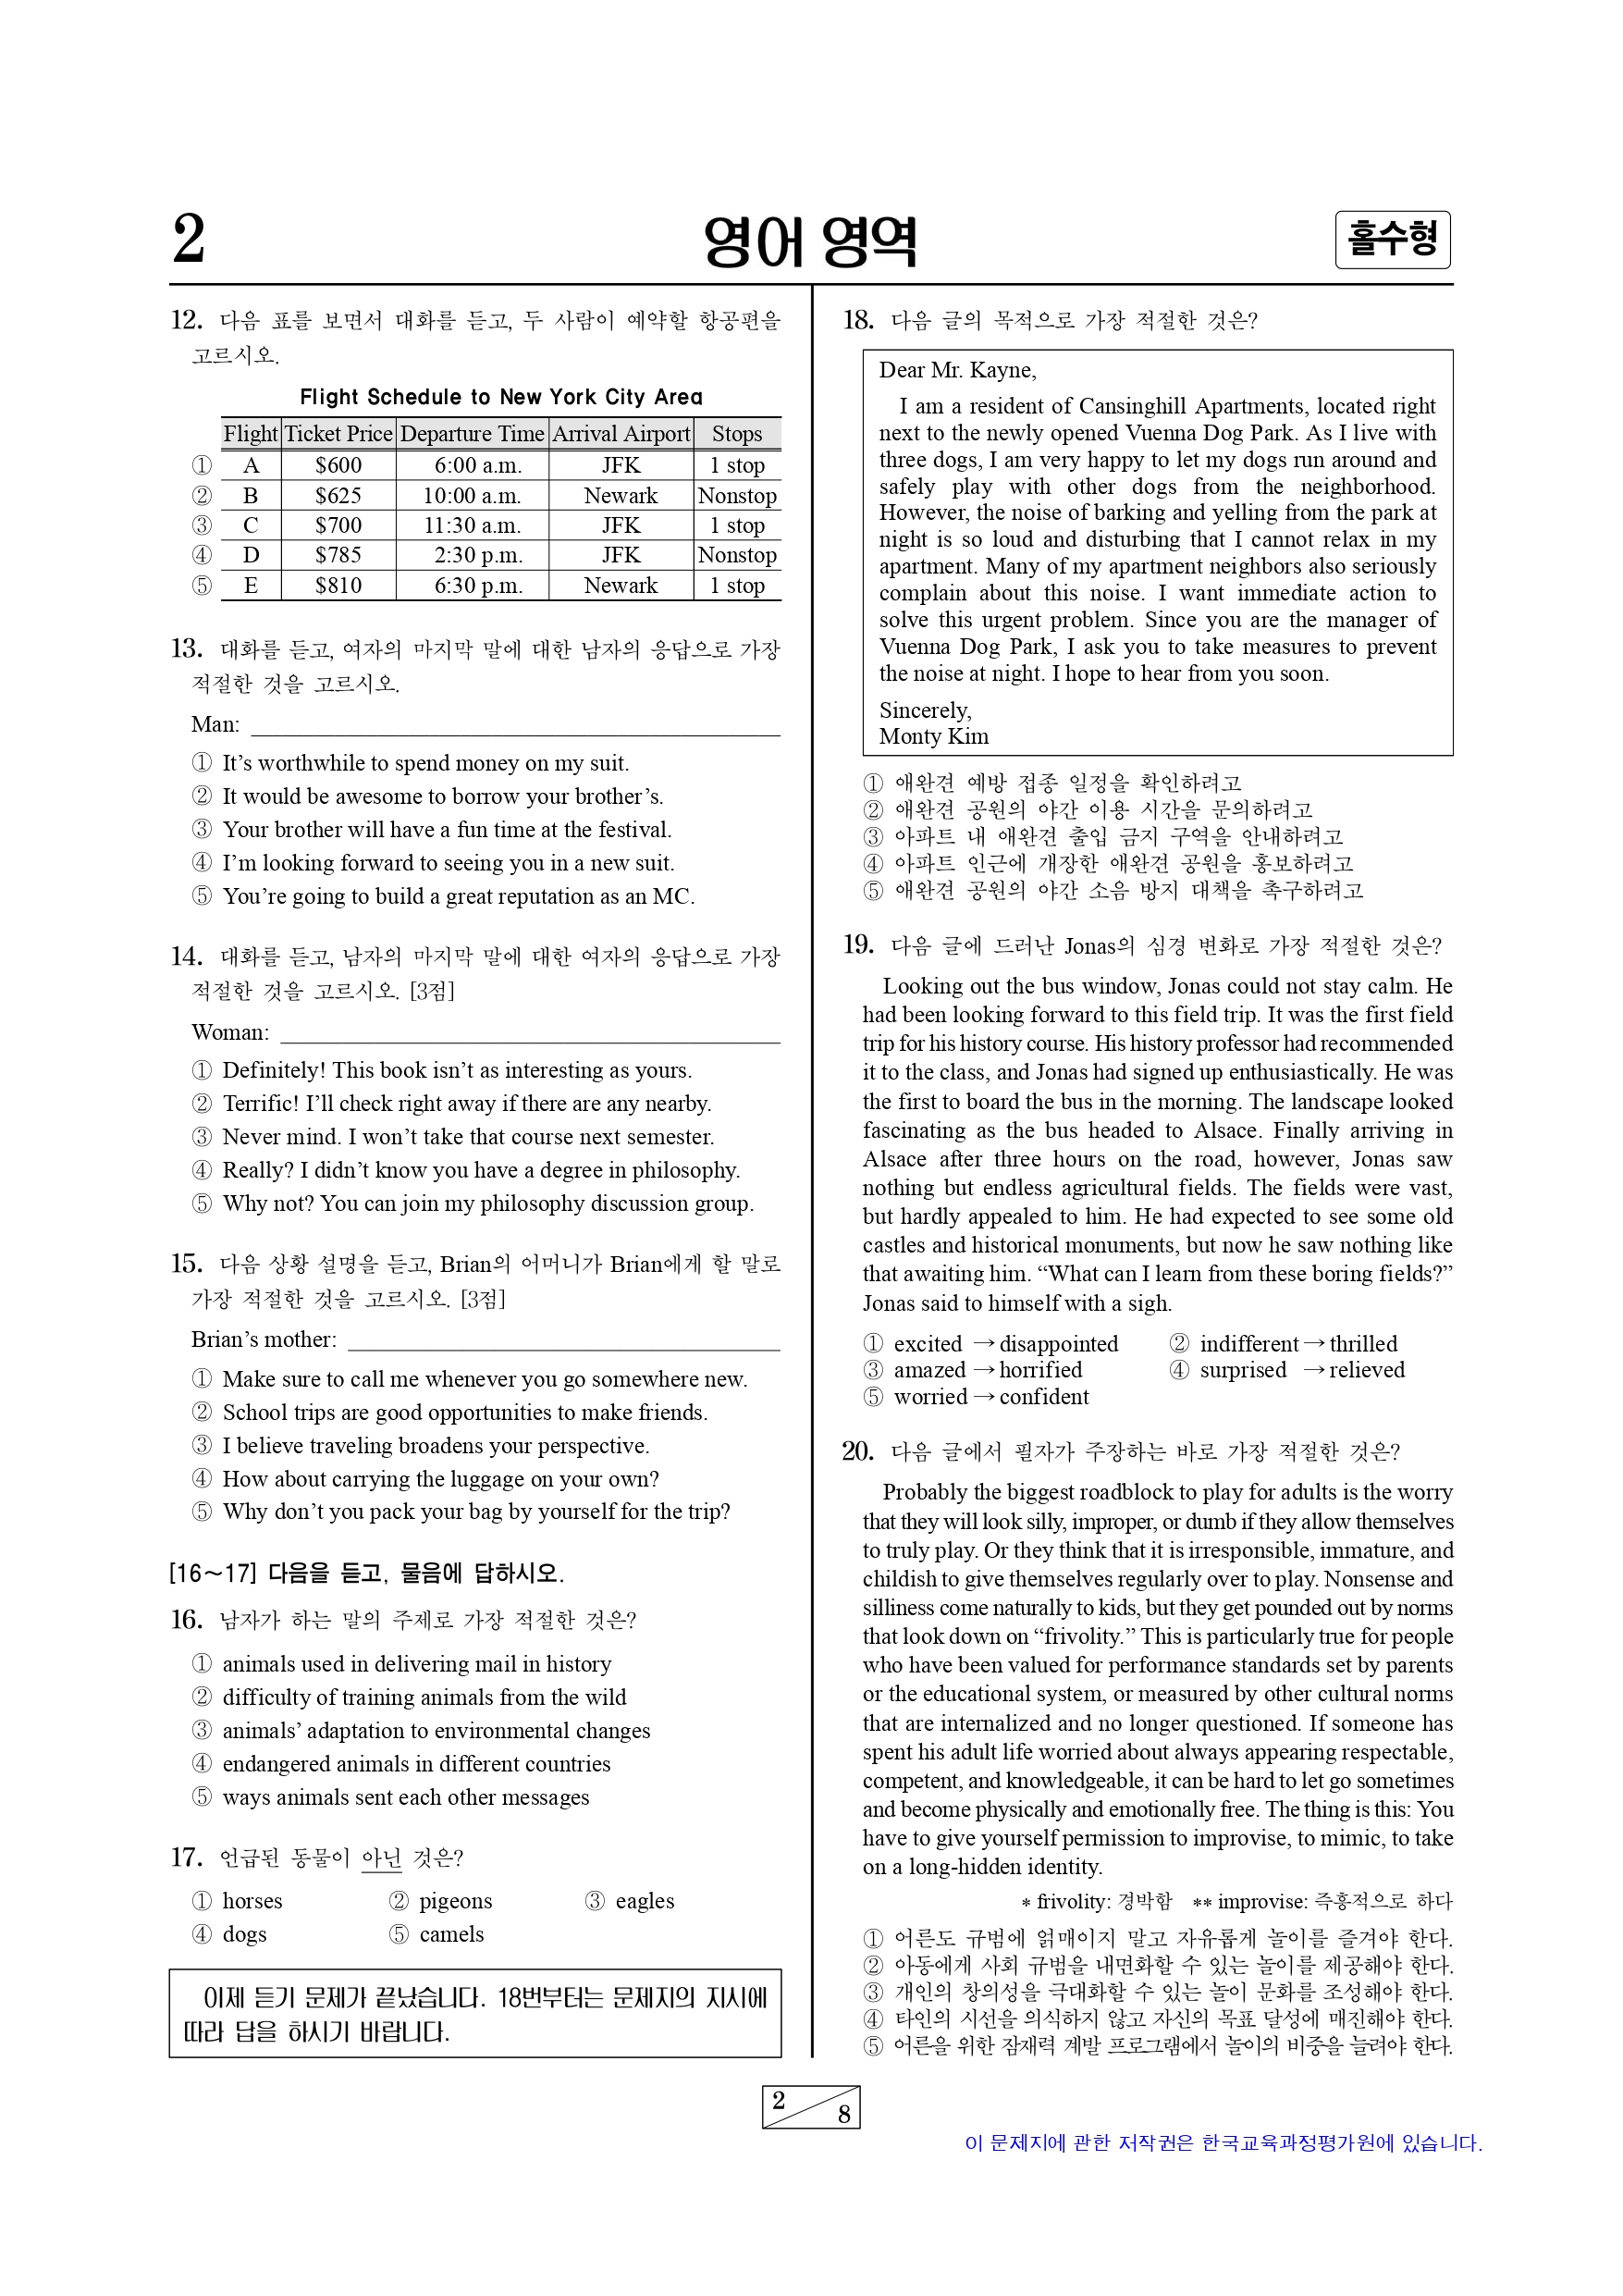 2
영어 영역
홀수형
12. 다음 표를 보면서 대화를 듣고, 두 사람이 예약할 항공편을
고르시오.
Flight Schedule to New York City Area
Flight Ticket Price Departure Time Arrival Airport Stops
① A $600 6:00 a.m. JFK 1 stop
② B $625 10:00 a.m. Newark Nonstop
③ C $700 11:30 a.m. JFK 1 stop
④ D $785 2:30 p.m. JFK Nonstop
⑤ E $810 6:30 p.m. Newark 1 stop
13. 대화를 듣고, 여자의 마지막 말에 대한 남자의 응답으로 가장
적절한 것을 고르시오.
Man:
① It’s worthwhile to spend money on my suit.
② It would be awesome to borrow your brother’s.
③ Your brother will have a fun time at the festival.
④ I’m looking forward to seeing you in a new suit.
⑤ You’re going to build a great reputation as an MC.
14. 대화를 듣고, 남자의 마지막 말에 대한 여자의 응답으로 가장
적절한 것을 고르시오. [3점]
Woman:
① Definitely! This book isn’t as interesting as yours.
② Terrific! I’ll check right away if there are any nearby.
③ Never mind. I won’t take that course next semester.
④ Really? I didn’t know you have a degree in philosophy.
⑤ Why not? You can join my philosophy discussion group.
15. 다음 상황 설명을 듣고, Brian의 어머니가 Brian에게 할 말로
가장 적절한 것을 고르시오. [3점]
Brian’s mother:
① Make sure to call me whenever you go somewhere new.
② School trips are good opportunities to make friends.
③ I believe traveling broadens your perspective.
④ How about carrying the luggage on your own?
⑤ Why don’t you pack your bag by yourself for the trip?
[16～17] 다음을 듣고, 물음에 답하시오.
16. 남자가 하는 말의 주제로 가장 적절한 것은?
① animals used in delivering mail in history
② difficulty of training animals from the wild
③ animals’ adaptation to environmental changes
④ endangered animals in different countries
⑤ ways animals sent each other messages
17. 언급된 동물이 아닌 것은?
① horses ② pigeons ③ eagles
④ dogs ⑤ camels
이제 듣기 문제가 끝났습니다. 18번부터는 문제지의 지시에
따라 답을 하시기 바랍니다.
18. 다음 글의 목적으로 가장 적절한 것은?
Dear Mr. Kayne,
I am a resident of Cansinghill Apartments, located right
next to the newly opened Vuenna Dog Park. As I live with
three dogs, I am very happy to let my dogs run around and
safely play with other dogs from the neighborhood.
However, the noise of barking and yelling from the park at
night is so loud and disturbing that I cannot relax in my
apartment. Many of my apartment neighbors also seriously
complain about this noise. I want immediate action to
solve this urgent problem. Since you are the manager of
Vuenna Dog Park, I ask you to take measures to prevent
the noise at night. I hope to hear from you soon.
Sincerely,
Monty Kim
① 애완견 예방 접종 일정을 확인하려고
② 애완견 공원의 야간 이용 시간을 문의하려고
③ 아파트 내 애완견 출입 금지 구역을 안내하려고
④ 아파트 인근에 개장한 애완견 공원을 홍보하려고
⑤ 애완견 공원의 야간 소음 방지 대책을 촉구하려고
19. 다음 글에 드러난 Jonas의 심경 변화로 가장 적절한 것은?
Looking out the bus window, Jonas could not stay calm. He
had been looking forward to this field trip. It was the first field
trip for his history course. His history professor had recommended
it to the class, and Jonas had signed up enthusiastically. He was
the first to board the bus in the morning. The landscape looked
fascinating as the bus headed to Alsace. Finally arriving in
Alsace after three hours on the road, however, Jonas saw
nothing but endless agricultural fields. The fields were vast,
but hardly appealed to him. He had expected to see some old
castles and historical monuments, but now he saw nothing like
that awaiting him. “What can I learn from these boring fields?”
Jonas said to himself with a sigh.
① excited → disappointed ② indifferent → thrilled
③ amazed → horrified ④ surprised → relieved
⑤ worried → confident
20. 다음 글에서 필자가 주장하는 바로 가장 적절한 것은?
Probably the biggest roadblock to play for adults is the worry
that they will look silly, improper, or dumb if they allow themselves
to truly play. Or they think that it is irresponsible, immature, and
childish to give themselves regularly over to play. Nonsense and
silliness come naturally to kids, but they get pounded out by norms
that look down on “frivolity.” This is particularly true for people
who have been valued for performance standards set by parents
or the educational system, or measured by other cultural norms
that are internalized and no longer questioned. If someone has
spent his adult life worried about always appearing respectable,
competent, and knowledgeable, it can be hard to let go sometimes
and become physically and emotionally free. The thing is this: You
have to give yourself permission to improvise, to mimic, to take
on a long-hidden identity.
* frivolity: 경박함 ** improvise: 즉흥적으로 하다
① 어른도 규범에 얽매이지 말고 자유롭게 놀이를 즐겨야 한다.
② 아동에게 사회 규범을 내면화할 수 있는 놀이를 제공해야 한다.
③ 개인의 창의성을 극대화할 수 있는 놀이 문화를 조성해야 한다.
④ 타인의 시선을 의식하지 않고 자신의 목표 달성에 매진해야 한다.
⑤ 어른을 위한 잠재력 계발 프로그램에서 놀이의 비중을 늘려야 한다.
2
8
이 문제지에 관한 저작권은 한국교육과정평가원에 있습니다.